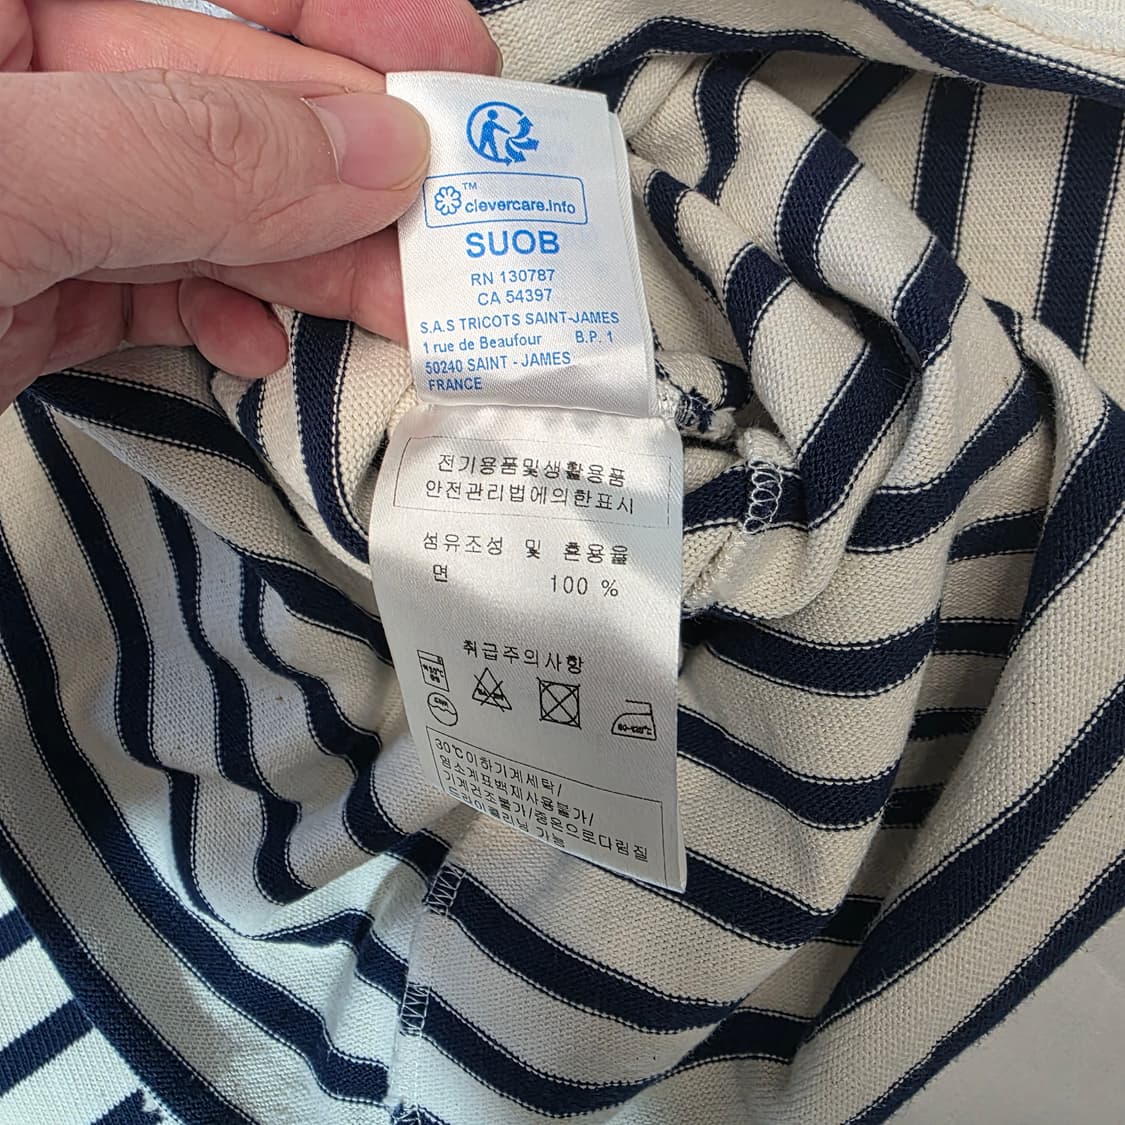 ™
clevercare.info
SUOB
RN 130787
CA 54397
S.A.S TRICOTS SAINT-JAMES
1 rue de Beaufour B.P. 1
50240 SAINT - JAMES
FRANCE
전기용품및생활용품
안전관리법에의한표시
섬유조성 및 혼용율
면 100 %
취급주의사항
80-120℃
30℃이하기계세탁/
염소계표백제사용불가/
기계건조불가/중온으로다림질
드라이클리닝 가능